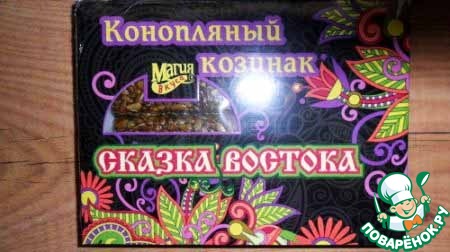 Конопляный
козинак
Магия
вкуса
СКАЗКА ВОСТОКА
ПОВАРЁНОК.РУ